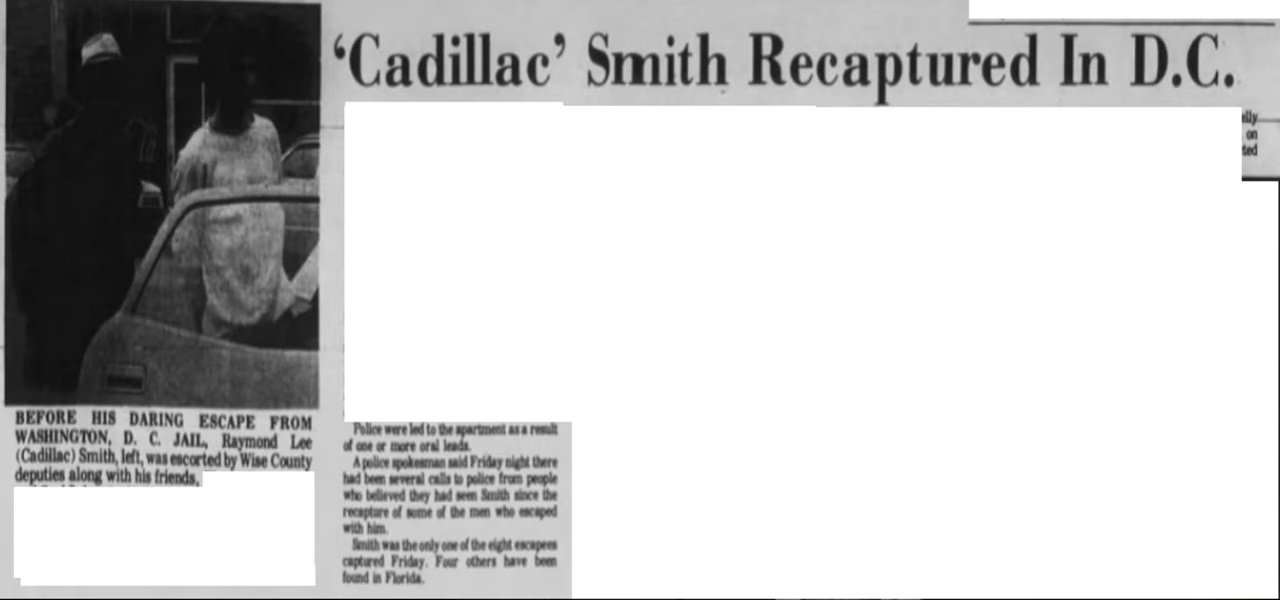 ‘Cadillac’ Smith Recaptured In D.C.
on
BEFORE HIS DARING ESCAPE FROM
WASHINGTON, D. C. JAIL, Raymond Lee
(Cadillac) Smith, left, was escorted by Wise County
deputies along with his friends,
Police were led to the apartment as a result
of one or more oral leads.
A police spokesman said Friday night there
had been several calls to police from people
who believed they had seen Smith since the
recapture of some of the men who escaped
with him.
Smith was the only one of the eight escapees
captured Friday. Four others have been
found in Florida.